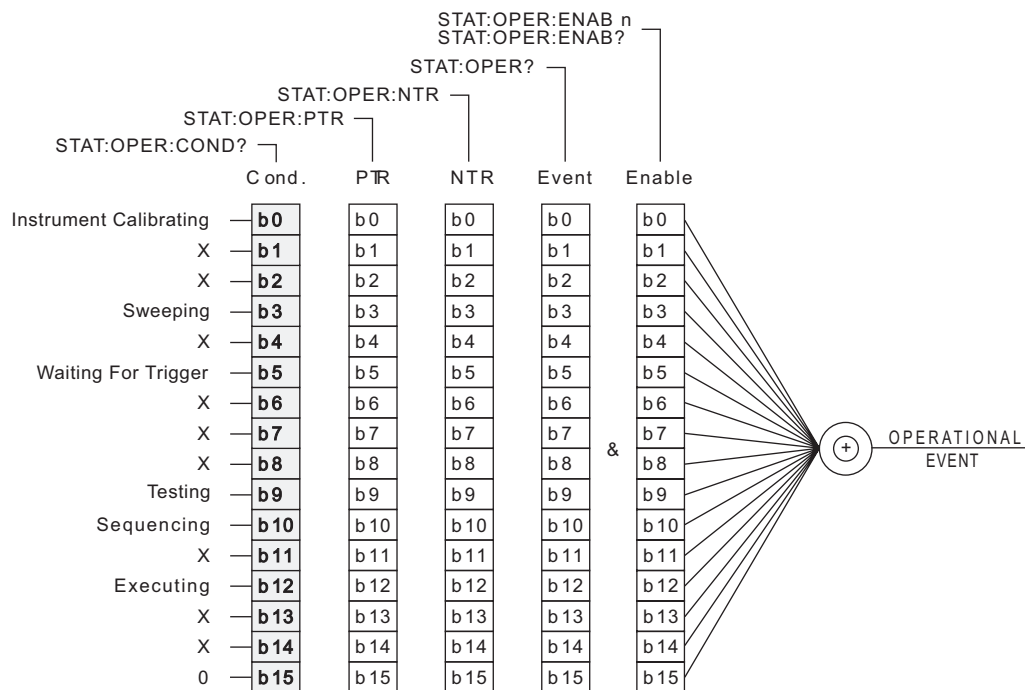 STAT:OPER:ENAB n
STAT:OPER:ENAB?
STAT:OPER?
STAT:OPER:NTR
STAT:OPER:PTR
STAT:OPER:COND?
Cond. PTR NTR Event Enable
Instrument Calibrating b0 b0 b0 b0 b0
X b1 b1 b1 b1 b1
X b2 b2 b2 b2 b2
Sweeping b3 b3 b3 b3 b3
X b4 b4 b4 b4 b4
Waiting For Trigger b5 b5 b5 b5 b5
X b6 b6 b6 b6 b6
X b7 b7 b7 b7 b7
& +
OPERATIONAL
EVENT
X b8 b8 b8 b8 b8
Testing b9 b9 b9 b9 b9
Sequencing b10 b10 b10 b10 b10
X b11 b11 b11 b11 b11
Executing b12 b12 b12 b12 b12
X b13 b13 b13 b13 b13
X b14 b14 b14 b14 b14
0 b15 b15 b15 b15 b15